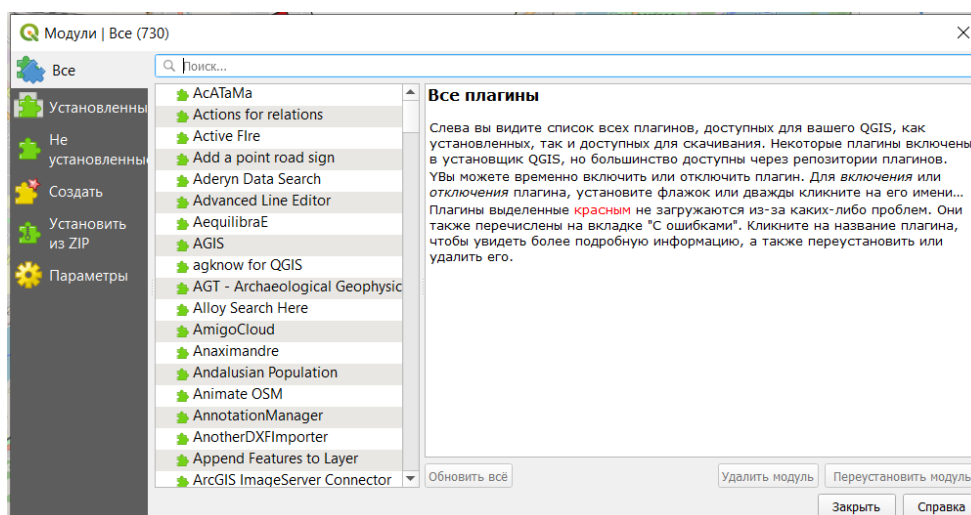 Модули | Все (730)
Все
Установленны
Не
установленны
Создать
Установить
из ZIP
Параметры
Поиск...
AcATaMa
Actions for relations
Active FIre
Add a point road sign
Aderyn Data Search
Advanced Line Editor
AequilibraE
AGIS
agknow for QGIS
AGT - Archaeological Geophysic
Alloy Search Here
AmigoCloud
Anaximandre
Andalusian Population
Animate OSM
AnnotationManager
AnotherDXFImporter
Append Features to Layer
ArcGIS ImageServer Connector
Все плагины
Слева вы видите список всех плагинов, доступных для вашего QGIS, как
установленных, так и доступных для скачивания. Некоторые плагины включены
в установщик QGIS, но большинство доступны через репозитории плагинов.
YВы можете временно включить или отключить плагин. Для включения или
отключения плагина, установите флажок или дважды кликните на его имени...
Плагины выделенные красным не загружаются из-за каких-либо проблем. Они
также перечислены на вкладке "С ошибками". Кликните на название плагина,
чтобы увидеть более подробную информацию, а также переустановить или
удалить его.
Обновить всё
Удалить модуль
Переустановить модуль
Закрыть
Справка